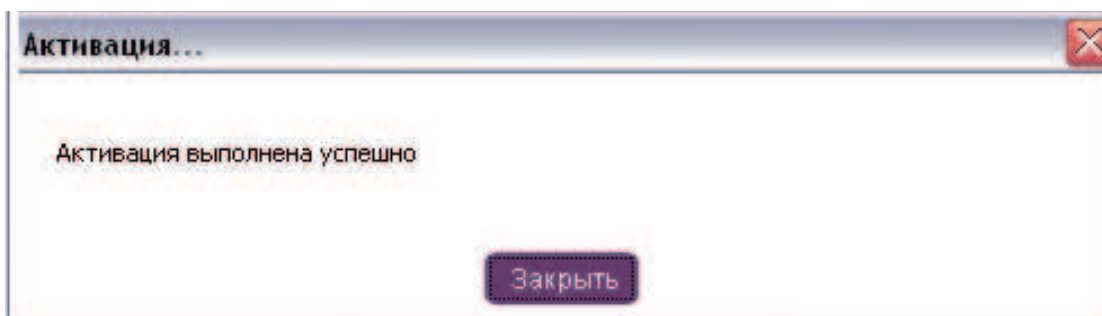 Активация...
Активация выполнена успешно
Закрыть